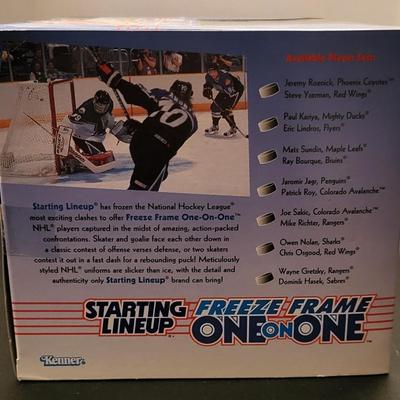 Available Player Sets:
Jeremy Roenick, Phoenix Coyotes™
Steve Yzerman, Red Wings®
Paul Kariya, Mighty Ducks®
Eric Lindros, Flyers®
Mats Sundin, Maple Leafs®
Ray Bourque, Bruins®
Jaromir Jagr, Penguins®
Patrick Roy, Colorado Avalanche™
Joe Sakic, Colorado Avalanche™
Mike Richter, Rangers®
Owen Nolan, Sharks®
Chris Osgood, Red Wings®
Wayne Gretzky, Rangers®
Dominik Hasek, Sabres®
10
Starting Lineup® has frozen the National Hockey League®
most exciting clashes to offer Freeze Frame One-On-One™
NHL® players captured in the midst of amazing, action-packed
confrontations. Skater and goalie face each other down in
a classic contest of offense verses defense, or two skaters
contest it out in a fast dash for a rebounding puck! Meticulously
styled NHL® uniforms are slicker than ice, with the detail and
authenticity only Starting Lineup® brand can bring!
STARTING
LINEUP®
FREEZE FRAME
ONE ON ONE™
Kenner®